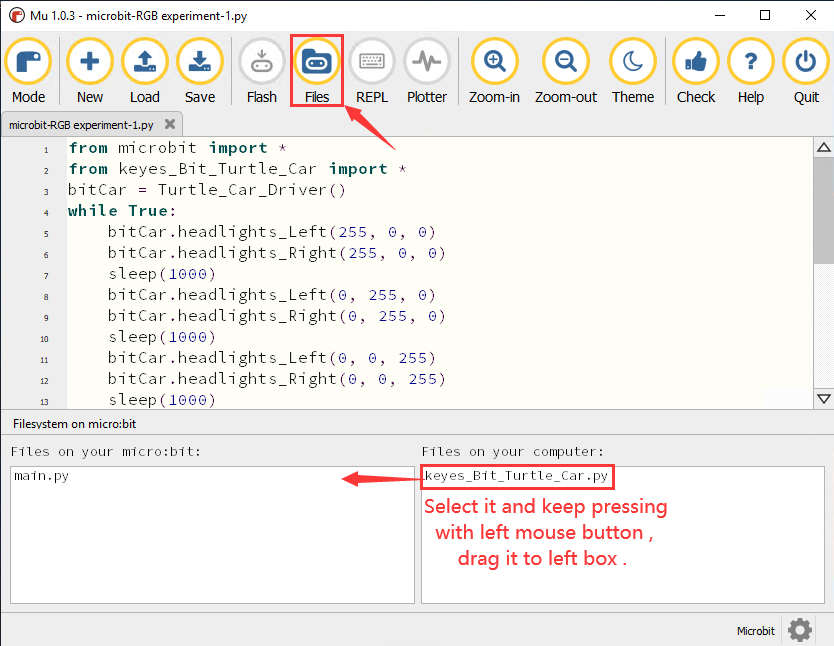 Mu 1.0.3 - microbit-RGB experiment-1.py
Mode New Load Save Flash Files REPL Plotter Zoom-in Zoom-out Theme Check Help Quit
microbit-RGB experiment-1.py
1 from microbit import *
2 from keyes_Bit_Turtle_Car import *
3 bitCar = Turtle_Car_Driver()
4 while True:
5 bitCar.headlights_Left(255, 0, 0)
6 bitCar.headlights_Right(255, 0, 0)
7 sleep(1000)
8 bitCar.headlights_Left(0, 255, 0)
9 bitCar.headlights_Right(0, 255, 0)
10 sleep(1000)
11 bitCar.headlights_Left(0, 0, 255)
12 bitCar.headlights_Right(0, 0, 255)
13 sleep(1000)
Filesystem on micro:bit
Files on your micro:bit:
main.py
Files on your computer:
keyes_Bit_Turtle_Car.py
Select it and keep pressing
with left mouse button ,
drag it to left box .
Microbit